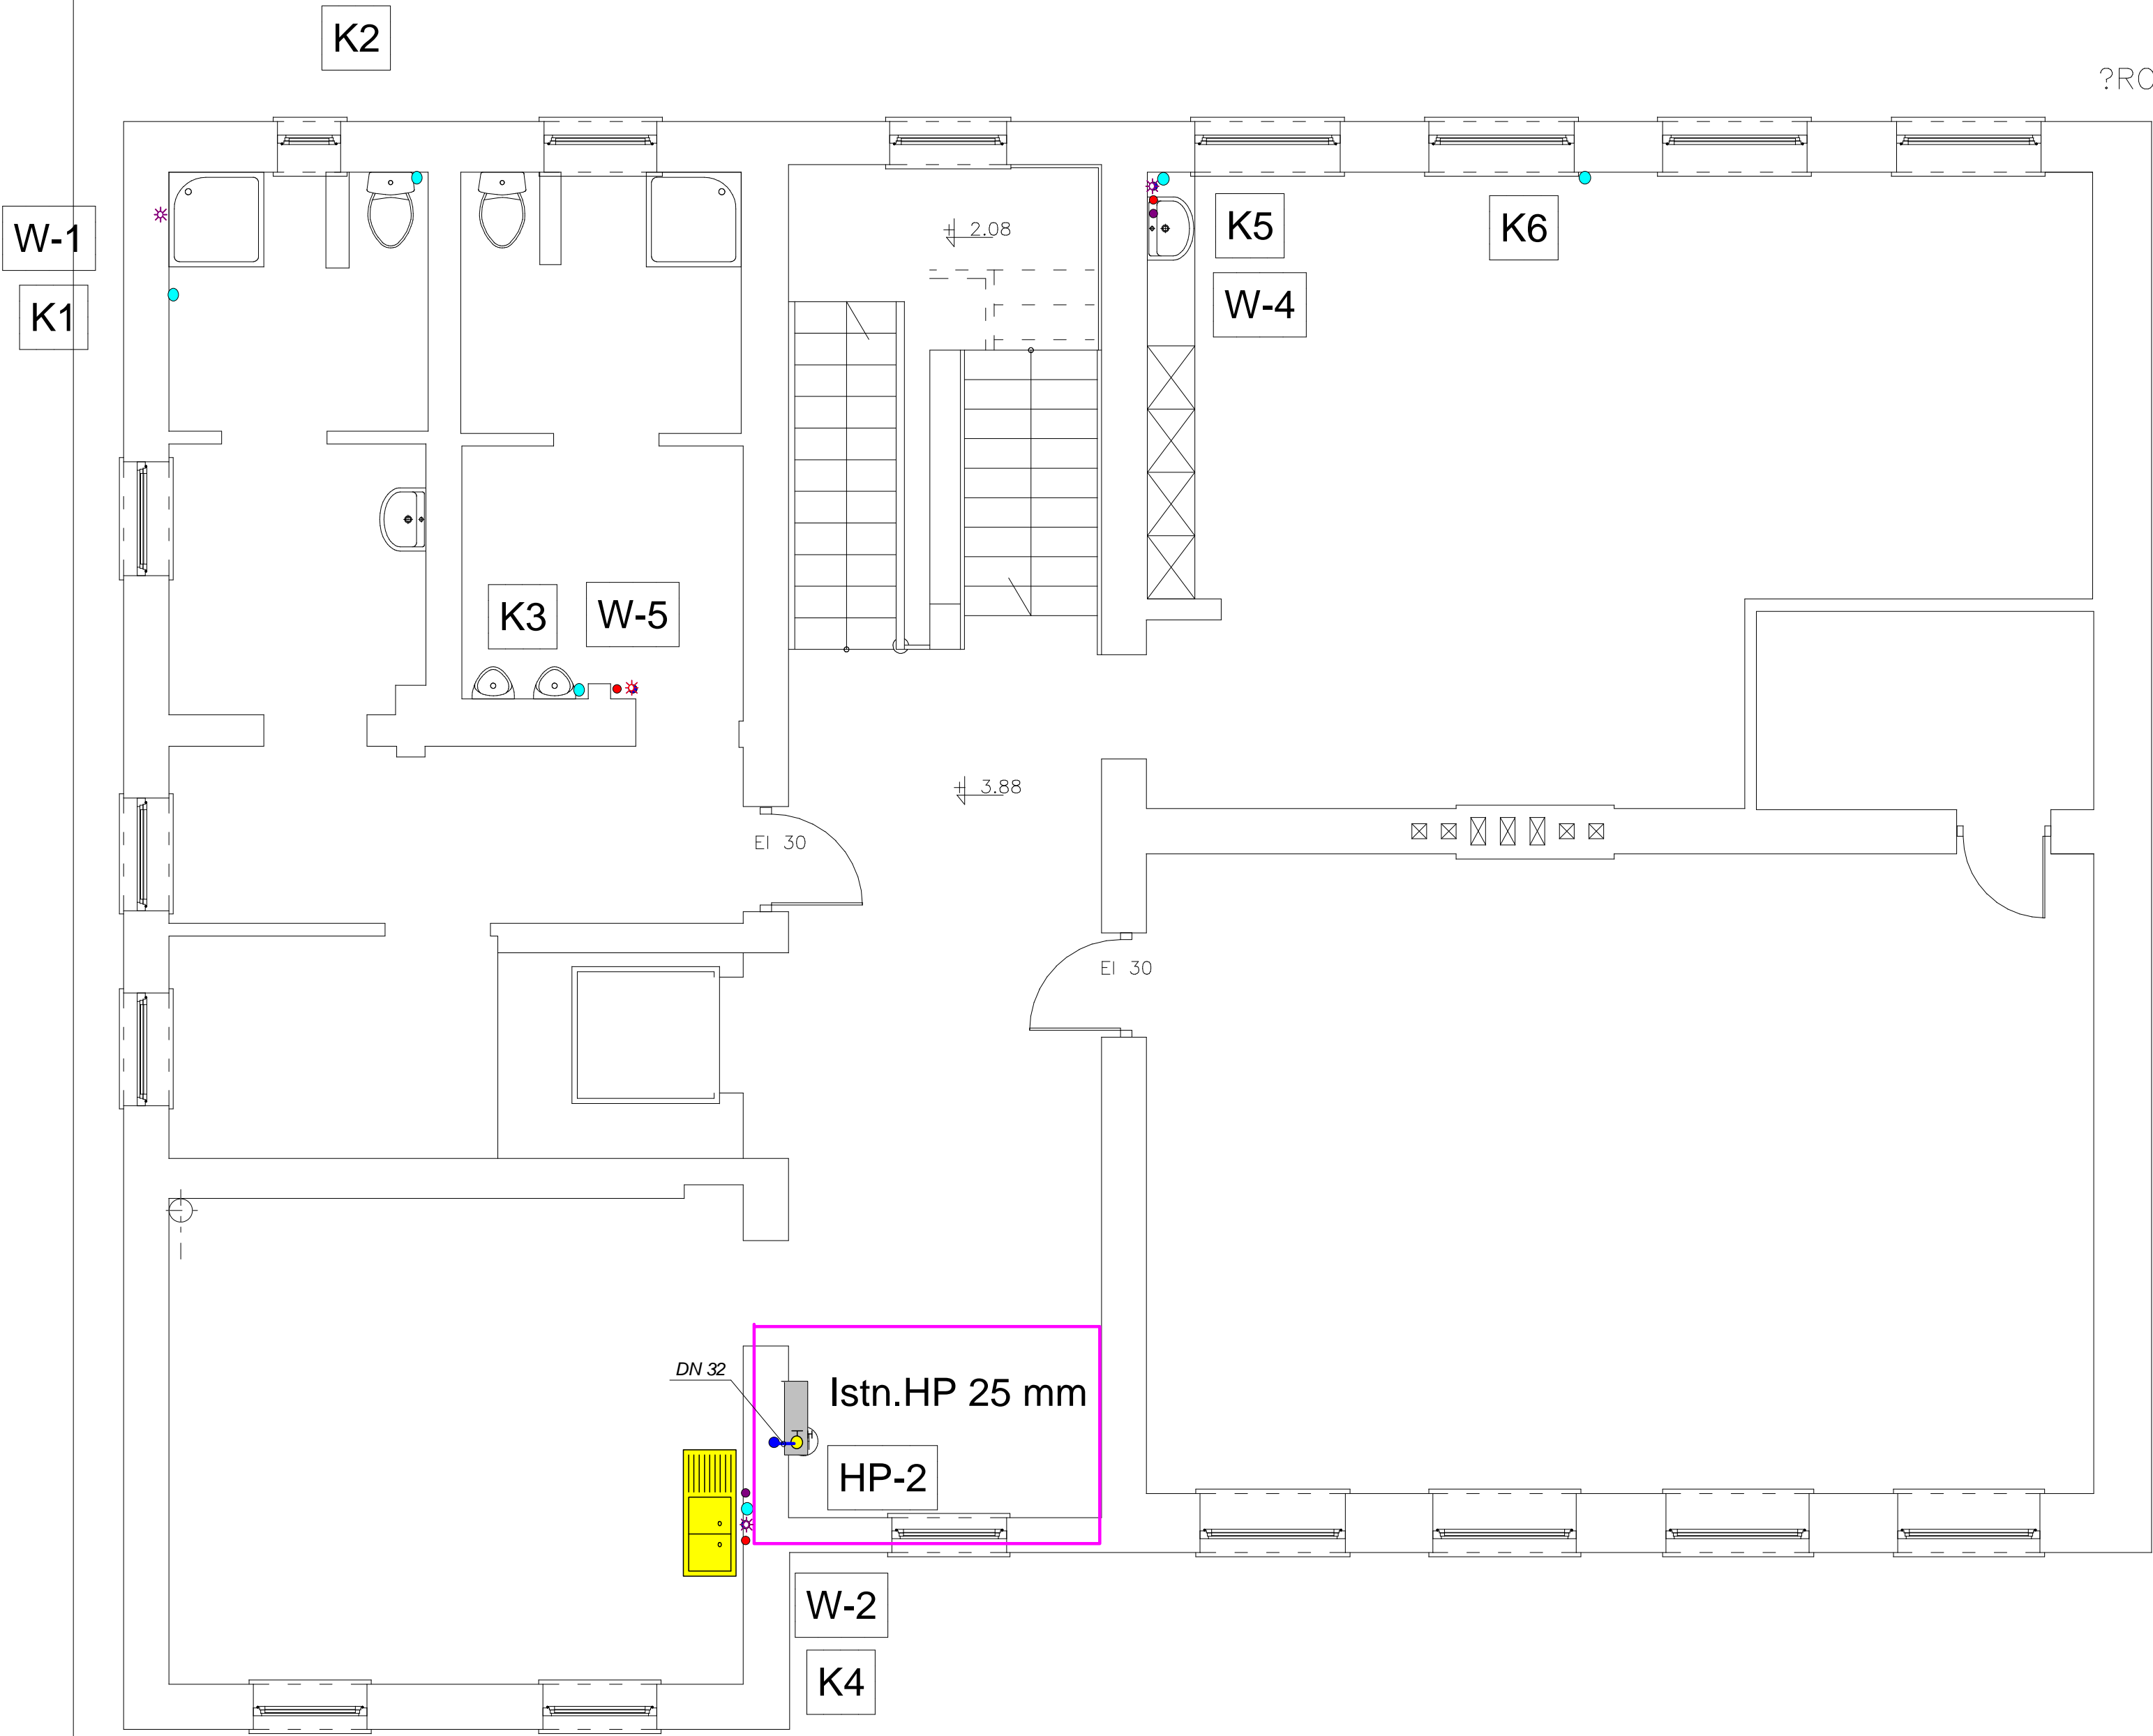 K2
?RC
W-1
K1
2.08
K5
K6
W-4
K3
W-5
3.88
EI 30
EI 30
DN 32
Istn.HP 25 mm
H
HP-2
W-2
K4